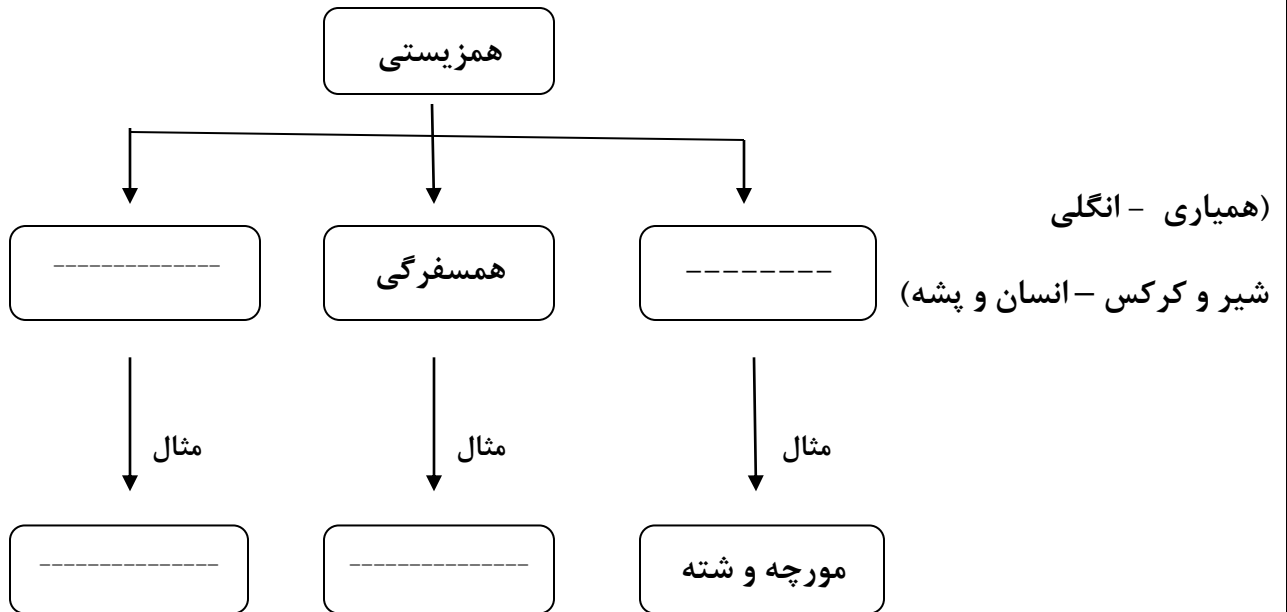 همزیستی
(همیاری - انگلی
-------- همسفرگی --------------
شیر و کرکس – انسان و پشه)
مثال مثال مثال
مورچه و شته --------------- ---------------